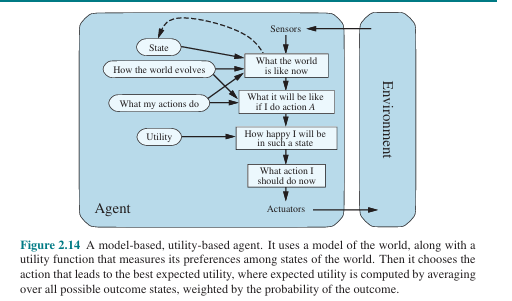 Sensors
State
What the world
is like now
How the world evolves
What my actions do
What it will be like
if I do action A
Utility
How happy I will be
in such a state
What action I
should do now
Agent
Actuators
Environment
Figure 2.14 A model-based, utility-based agent. It uses a model of the world, along with a
utility function that measures its preferences among states of the world. Then it chooses the
action that leads to the best expected utility, where expected utility is computed by averaging
over all possible outcome states, weighted by the probability of the outcome.